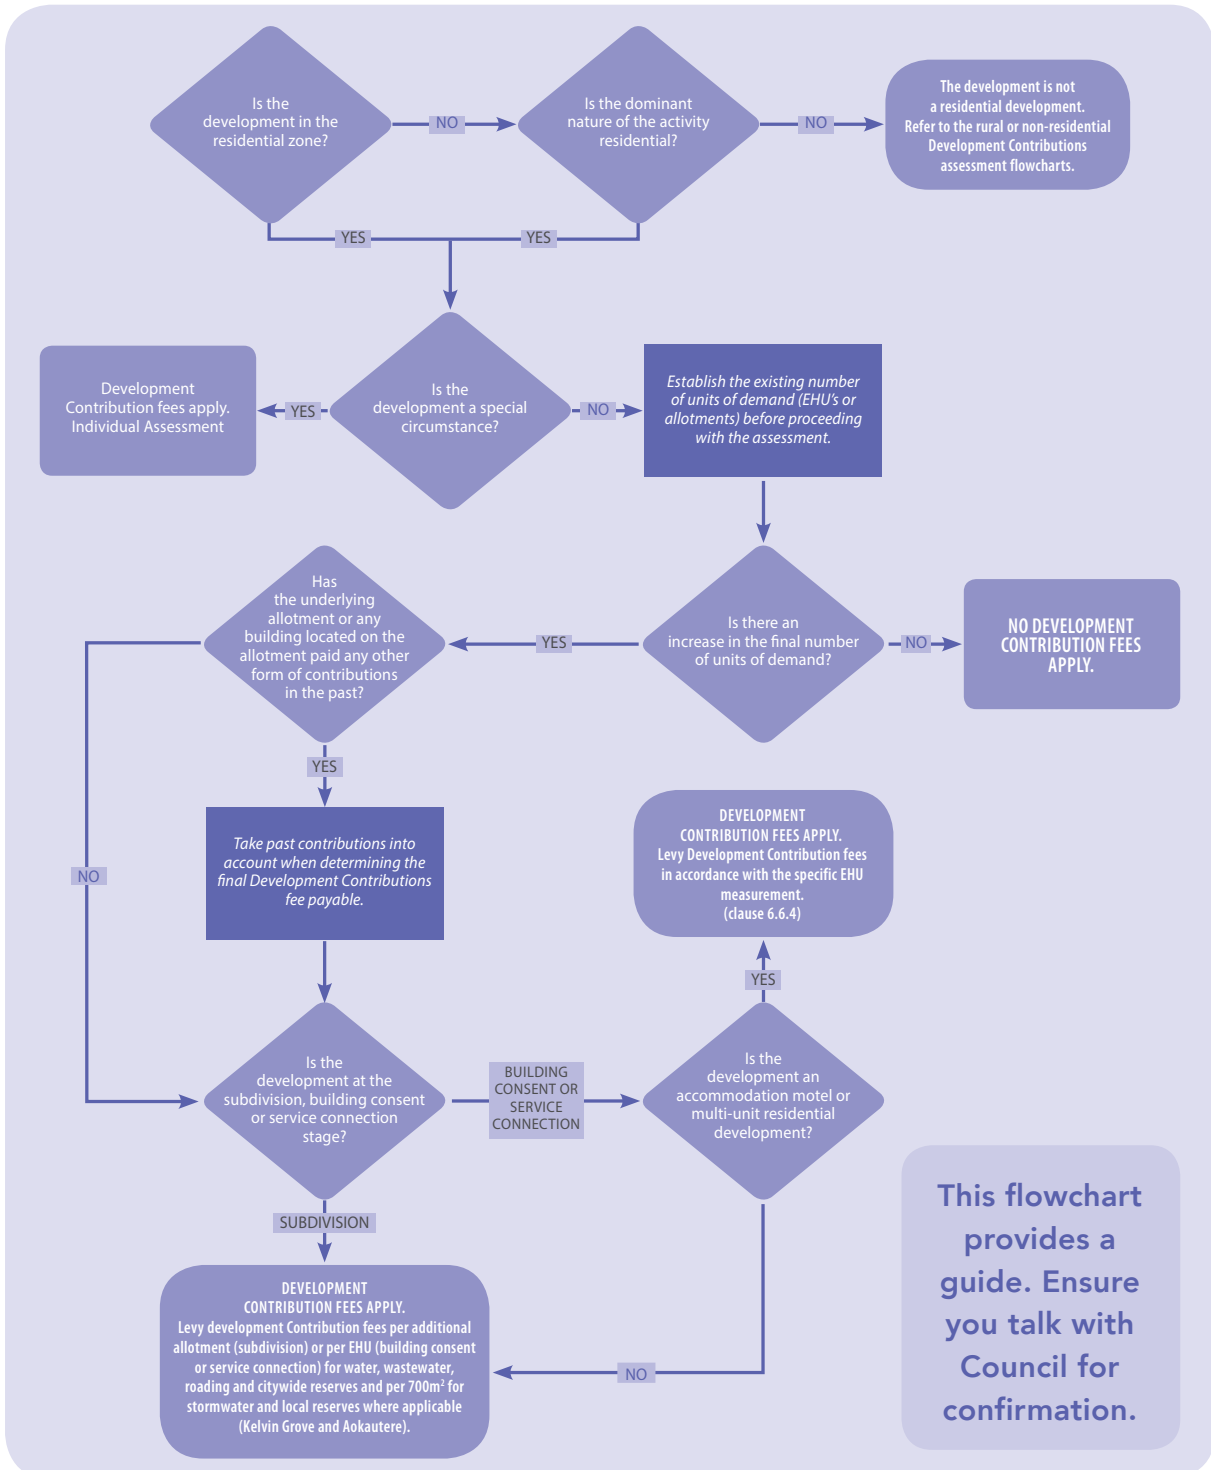 Is the
development in the
residential zone?
NO
Is the dominant
nature of the activity
residential?
NO
The development is not
a residential development.
Refer to the rural or non-residential
Development Contributions
assessment flowcharts.
YES
YES
Development
Contribution fees apply.
Individual Assessment
YES
Is the
development a special
circumstance?
NO
Establish the existing number
of units of demand (EHU's or
allotments) before proceeding
with the assessment.
Has
the underlying
allotment or any
building located on the
allotment paid any other
form of contributions
in the past?
YES
Is there an
increase in the final number
of units of demand?
NO
NO DEVELOPMENT
CONTRIBUTION FEES
APPLY.
YES
NO
Take past contributions into
account when determining the
final Development Contributions
fee payable.
DEVELOPMENT
CONTRIBUTION FEES APPLY.
Levy Development Contribution fees
in accordance with the specific EHU
measurement.
(clause 6.6.4)
YES
Is the
development at the
subdivision, building consent
or service connection
stage?
BUILDING
CONSENT OR
SERVICE
CONNECTION
Is the
development an
accommodation motel or
multi-unit residential
development?
SUBDIVISION
DEVELOPMENT
CONTRIBUTION FEES APPLY.
Levy development Contribution fees per additional
allotment (subdivision) or per EHU (building consent
or service connection) for water, wastewater,
roading and citywide reserves and per 700m² for
stormwater and local reserves where applicable
(Kelvin Grove and Aokautere).
NO
This flowchart
provides a
guide. Ensure
you talk with
Council for
confirmation.